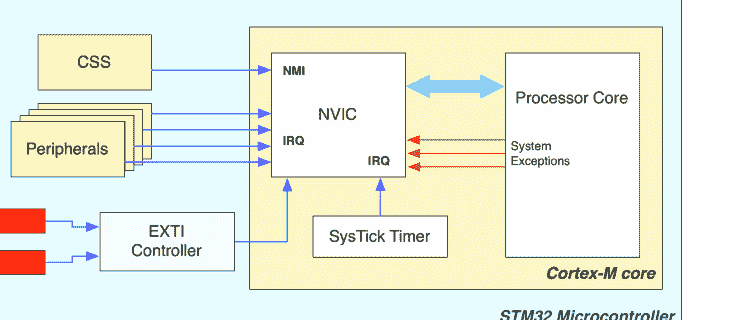 CSS
NMI
NVIC
Processor Core
Peripherals
IRQ
IRQ
System
Exceptions
EXTI
Controller
SysTick Timer
Cortex-M core
STM32 Microcontroller